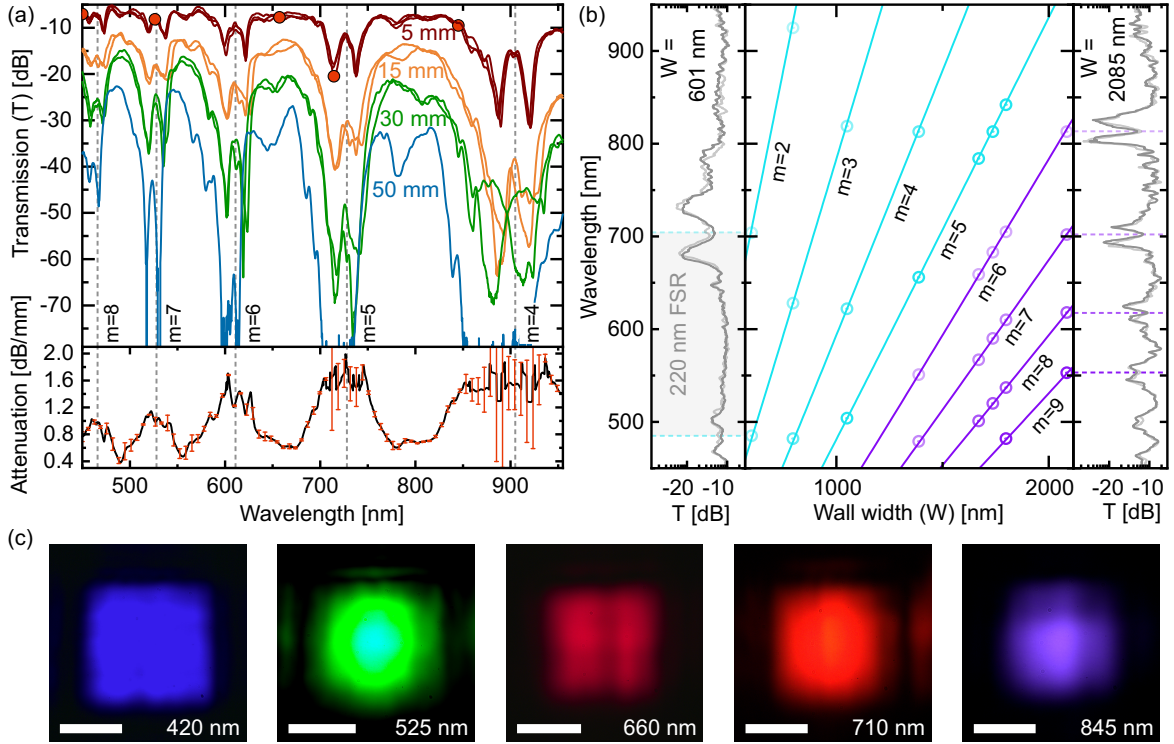 (a)
Transmission (T) [dB]
-10
-20
-30
-40
-50
-60
-70
5 mm
15 mm
30 mm
50 mm
m=8
m=7
m=6
m=5
m=4
Attenuation [dB/mm]
2.0
1.6
1.2
0.8
0.4
500
600
700
800
900
Wavelength [nm]
(b)
Wavelength [nm]
900
800
700
600
500
W =
601 nm
220 nm FSR
-20
-10
T [dB]
m=2
m=3
m=4
m=5
m=6
m=7
m=8
m=9
1000
2000
Wall width (W) [nm]
W =
2085 nm
-20
-10
T [dB]
(c)
420 nm
525 nm
660 nm
710 nm
845 nm